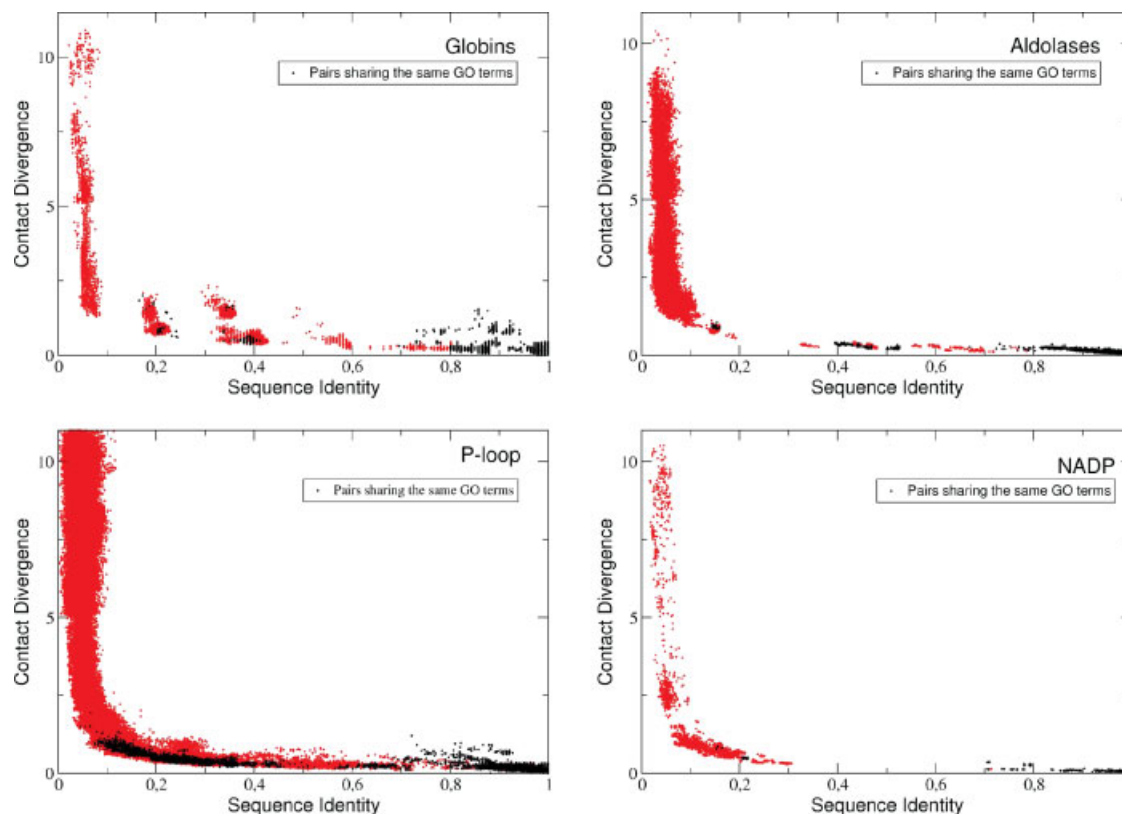 Globins
Pairs sharing the same GO terms
10
5
0
Contact Divergence
0 0,2 0,4 0,6 0,8 1
Sequence Identity
Aldolases
Pairs sharing the same GO terms
10
5
0
Contact Divergence
0 0,2 0,4 0,6 0,8
Sequence Identity
P-loop
Pairs sharing the same GO terms
10
5
0
Contact Divergence
0 0,2 0,4 0,6 0,8 1
Sequence Identity
NADP
Pairs sharing the same GO terms
10
5
0
Contact Divergence
0 0,2 0,4 0,6 0,8
Sequence Identity